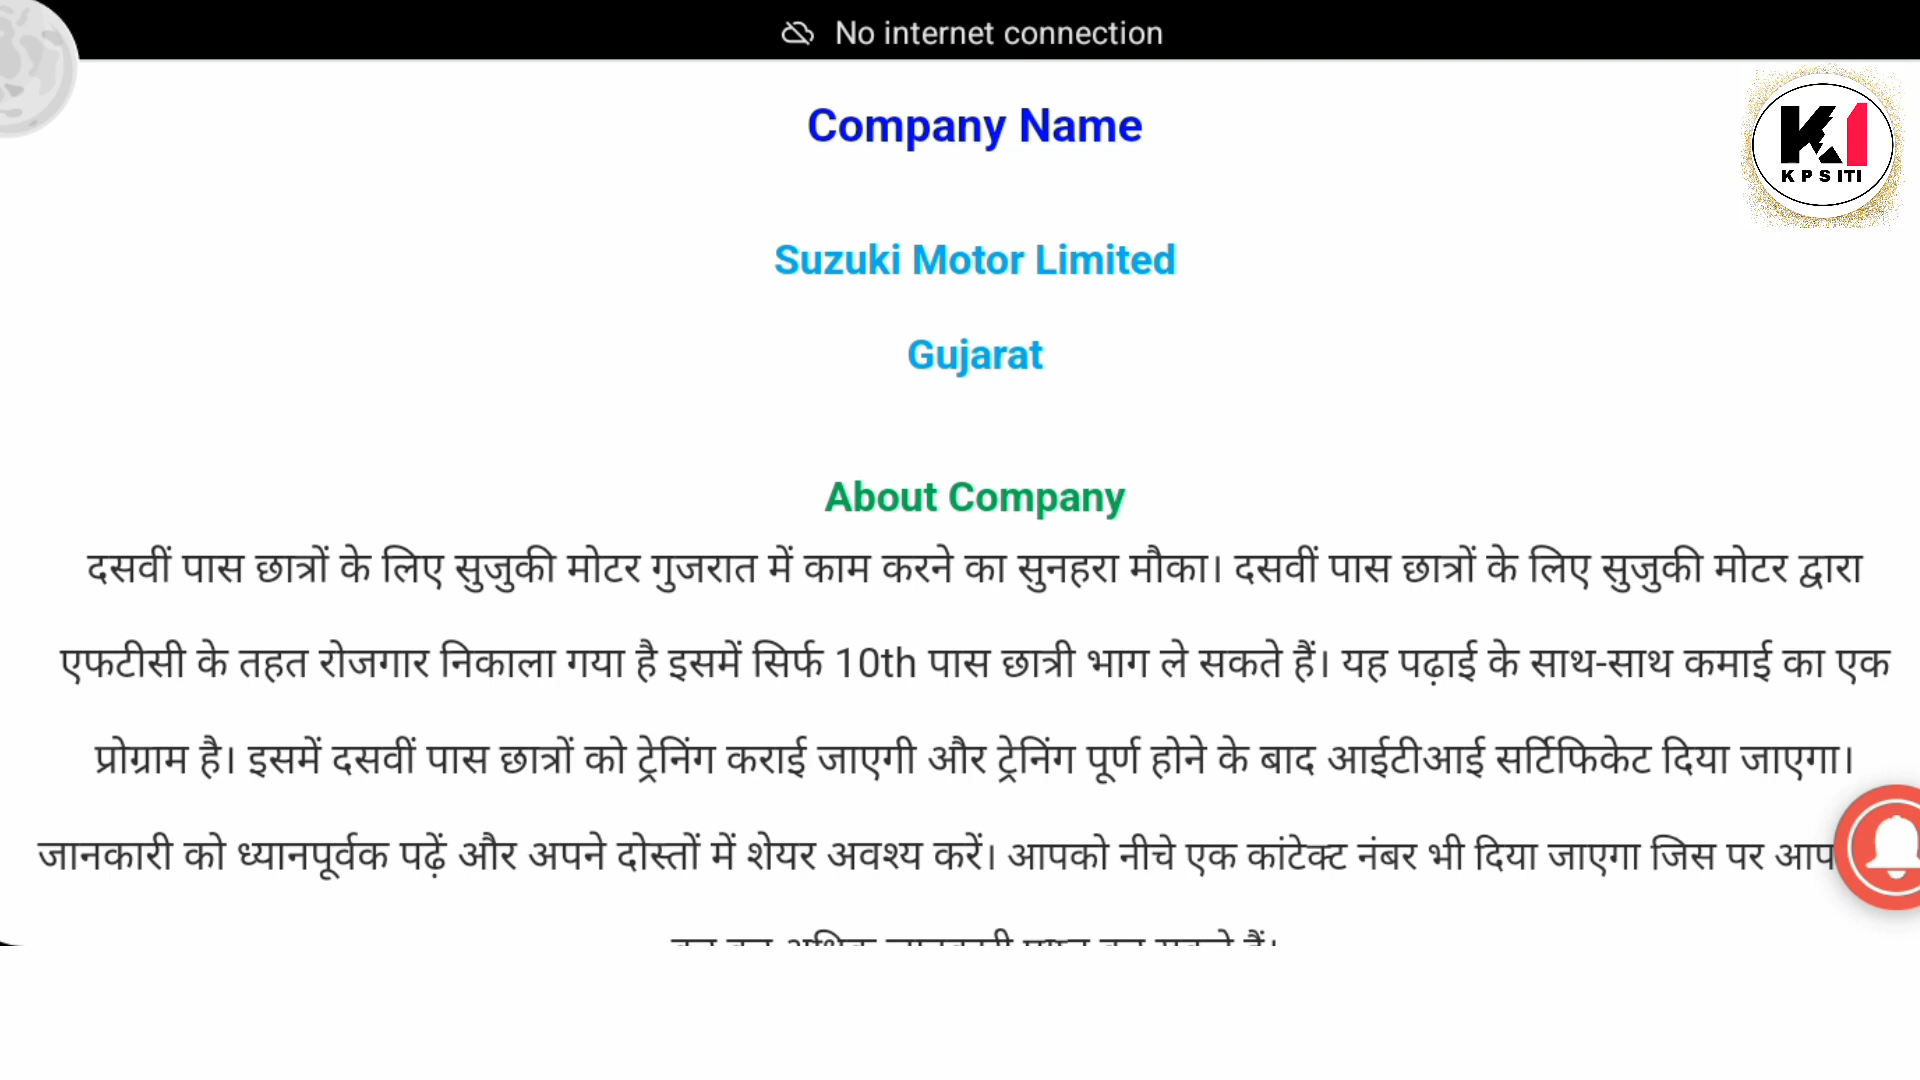 No internet connection
Company Name
K P S ITI
Suzuki Motor Limited
Gujarat
About Company
दसवीं पास छात्रों के लिए सुजुकी मोटर गुजरात में काम करने का सुनहरा मौका। दसवीं पास छात्रों के लिए सुजुकी मोटर द्वारा
एफटीसी के तहत रोजगार निकाला गया है इसमें सिर्फ 10th पास छात्री भाग ले सकते हैं। यह पढ़ाई के साथ-साथ कमाई का एक
प्रोग्राम है। इसमें दसवीं पास छात्रों को ट्रेनिंग कराई जाएगी और ट्रेनिंग पूर्ण होने के बाद आईटीआई सर्टिफिकेट दिया जाएगा।
जानकारी को ध्यानपूर्वक पढ़ें और अपने दोस्तों में शेयर अवश्य करें। आपको नीचे एक कांटेक्ट नंबर भी दिया जाएगा जिस पर आप